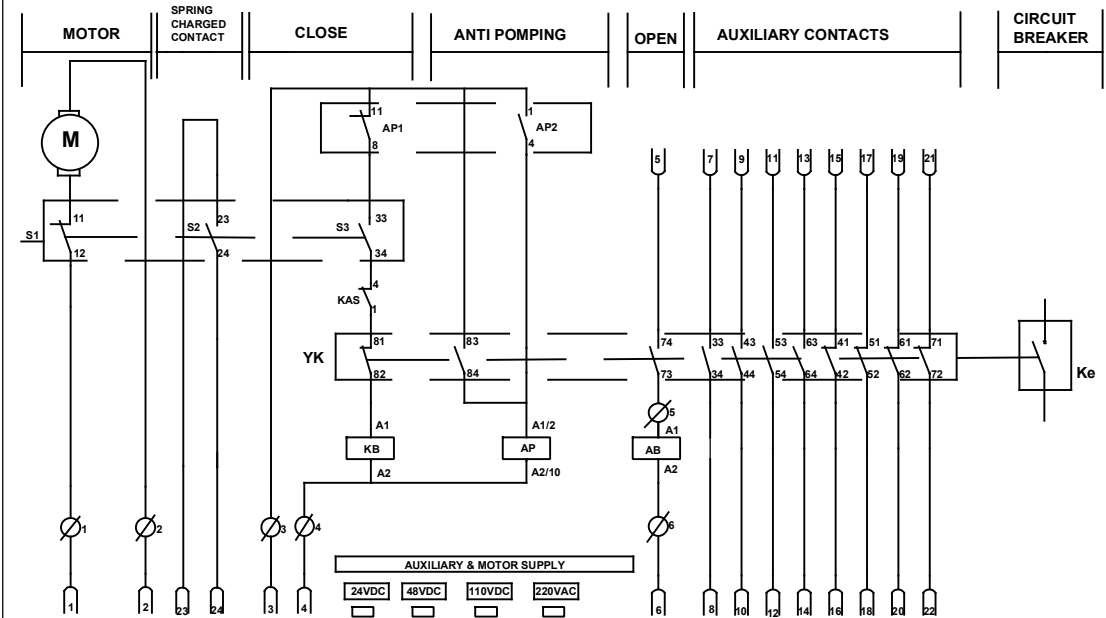 MOTOR
SPRING
CHARGED
CONTACT
CLOSE
ANTI POMPING
OPEN
AUXILIARY CONTACTS
CIRCUIT
BREAKER
M
11
AP1
8
1
AP2
4
5
7
9
11
13
15
17
19
21
S1
11
12
S2
23
24
S3
33
34
KAS
4
1
YK
81
82
83
84
74
73
33
34
43
44
53
54
63
64
41
42
51
52
61
62
71
72
Ke
5
A1
KB
A2
A1/2
AP
A2/10
A1
AB
A2
1
2
3
4
6
AUXILIARY & MOTOR SUPPLY
24VDC
48VDC
110VDC
220VAC
1
2
23
24
3
4
6
8
10
12
14
16
18
20
22